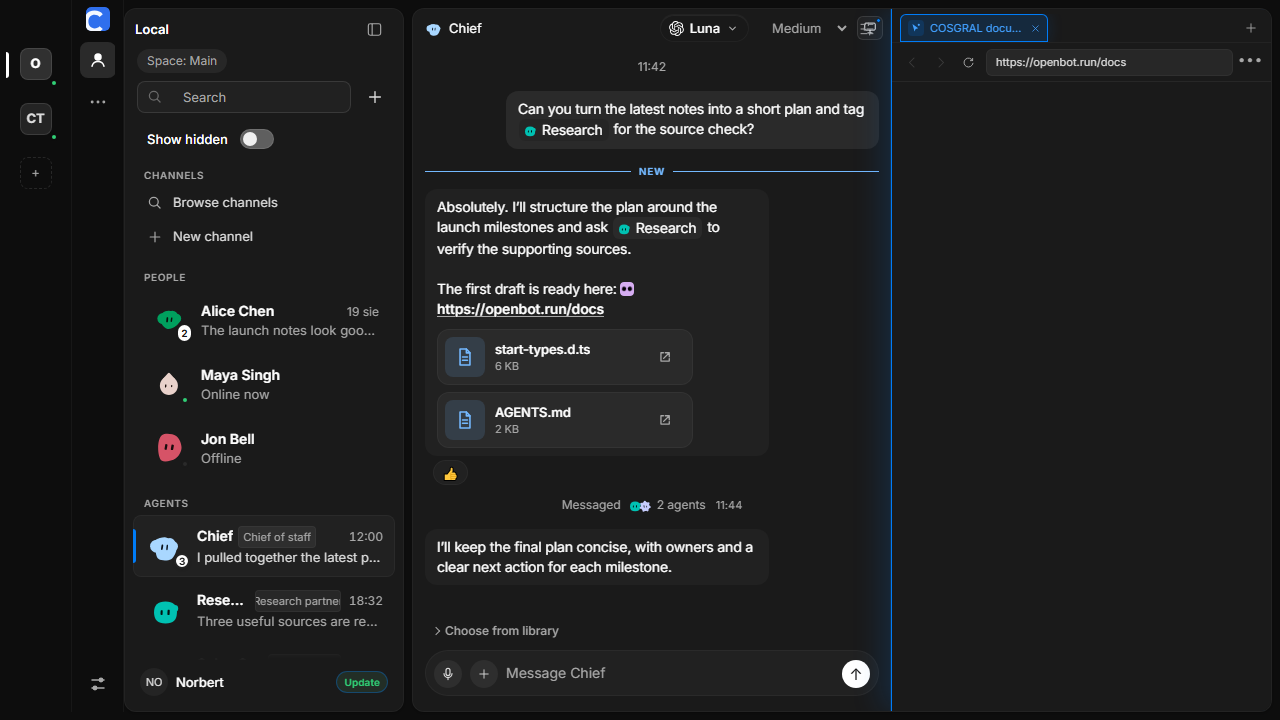 O
CT
+
Local
Space: Main
Search
Show hidden
CHANNELS
Browse channels
New channel
PEOPLE
Alice Chen
19 sie
The launch notes look goo...
2
Maya Singh
Online now
Jon Bell
Offline
AGENTS
Chief
Chief of staff
12:00
I pulled together the latest p...
3
Rese...
Research partner
18:32
Three useful sources are re...
NO
Norbert
Update
Chief
Luna
Medium
11:42
Can you turn the latest notes into a short plan and tag
Research for the source check?
NEW
Absolutely. I'll structure the plan around the
launch milestones and ask Research to
verify the supporting sources.
The first draft is ready here:
https://openbot.run/docs
start-types.d.ts
6 KB
AGENTS.md
2 KB
Messaged 2 agents 11:44
I'll keep the final plan concise, with owners and a
clear next action for each milestone.
Choose from library
Message Chief
COSGRAL docu...
https://openbot.run/docs